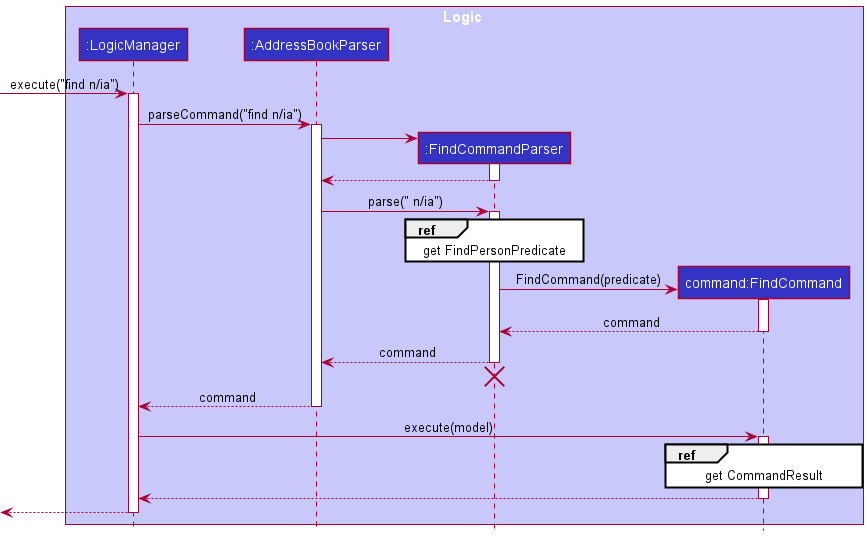 Logic
:LogicManager
:AddressBookParser
execute("find n/ia")
parseCommand("find n/ia")
:FindCommandParser
parse(" n/ia")
ref
get FindPersonPredicate
FindCommand(predicate)
command:FindCommand
command
command
command
execute(model)
ref
get CommandResult